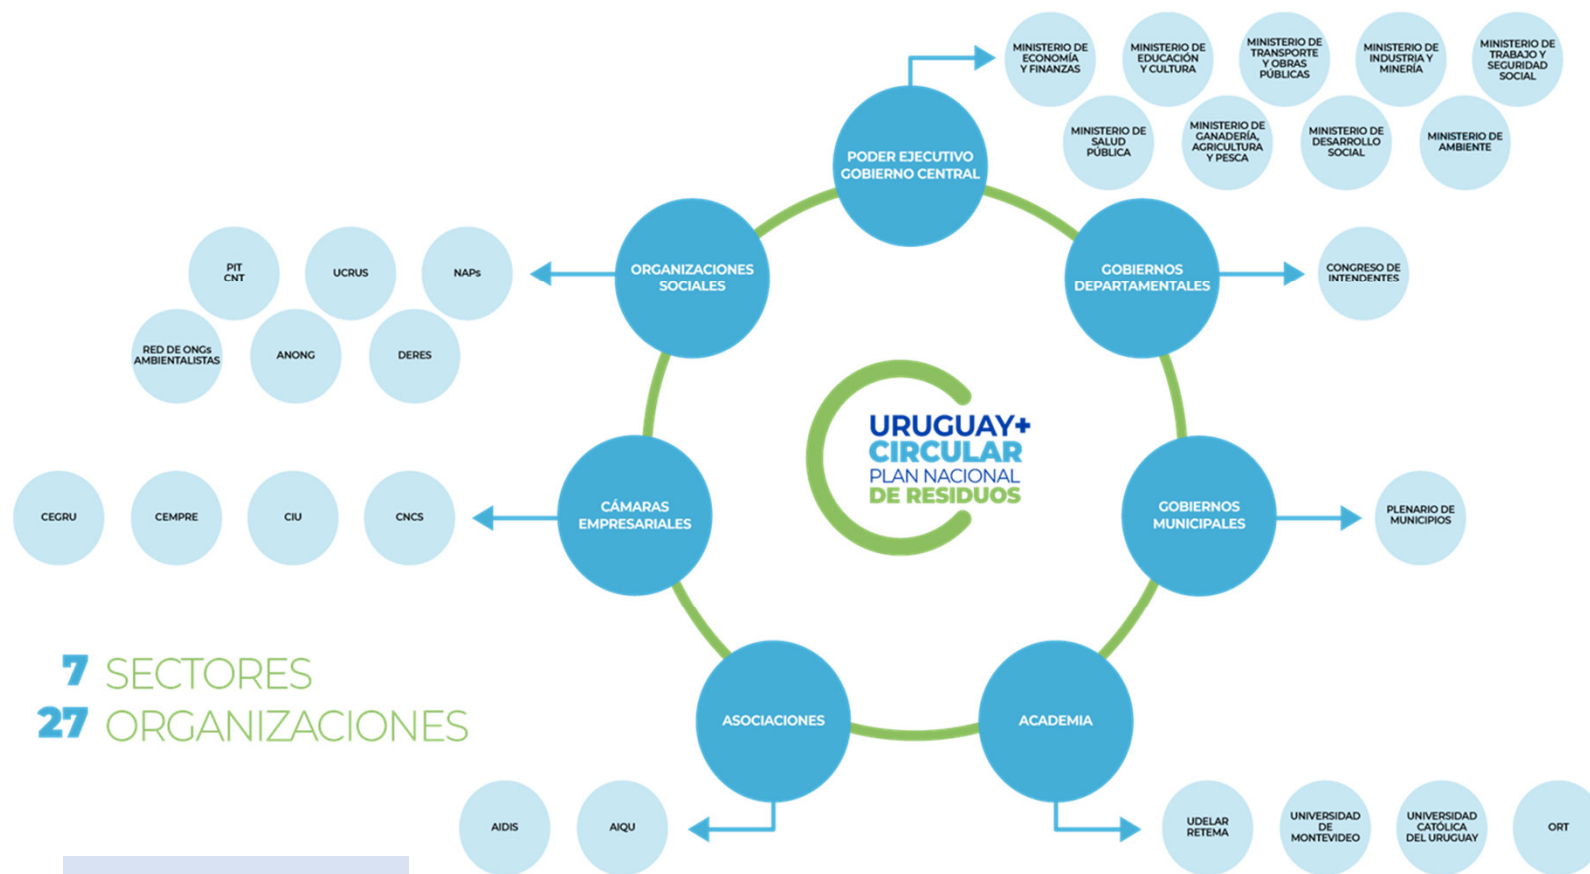 MINISTERIO DE
ECONOMÍA
Y FINANZAS
MINISTERIO DE
EDUCACIÓN
Y CULTURA
MINISTERIO DE
TRANSPORTE
Y OBRAS
PÚBLICAS
MINISTERIO DE
INDUSTRIA Y
MINERÍA
MINISTERIO DE
TRABAJO Y
SEGURIDAD
SOCIAL
MINISTERIO DE
SALUD
PÚBLICA
MINISTERIO DE
GANADERÍA,
AGRICULTURA
Y PESCA
MINISTERIO DE
DESARROLLO
SOCIAL
MINISTERIO DE
AMBIENTE
PODER EJECUTIVO
GOBIERNO CENTRAL
PIT
CNT
UCRUS
NAPs
ORGANIZACIONES
SOCIALES
GOBIERNOS
DEPARTAMENTALES
CONGRESO DE
INTENDENTES
RED DE ONGs
AMBIENTALISTAS
ANONG
DERES
URUGUAY+
CIRCULAR
PLAN NACIONAL
DE RESIDUOS
CEGRU
CEMPRE
CIU
CNCS
CÁMARAS
EMPRESARIALES
GOBIERNOS
MUNICIPALES
PLENARIO DE
MUNICIPIOS
7 SECTORES
27 ORGANIZACIONES
ASOCIACIONES
ACADEMIA
AIDIS
AIQU
UDELAR
RETEMA
UNIVERSIDAD
DE
MONTEVIDEO
UNIVERSIDAD
CATÓLICA
DEL URUGUAY
ORT